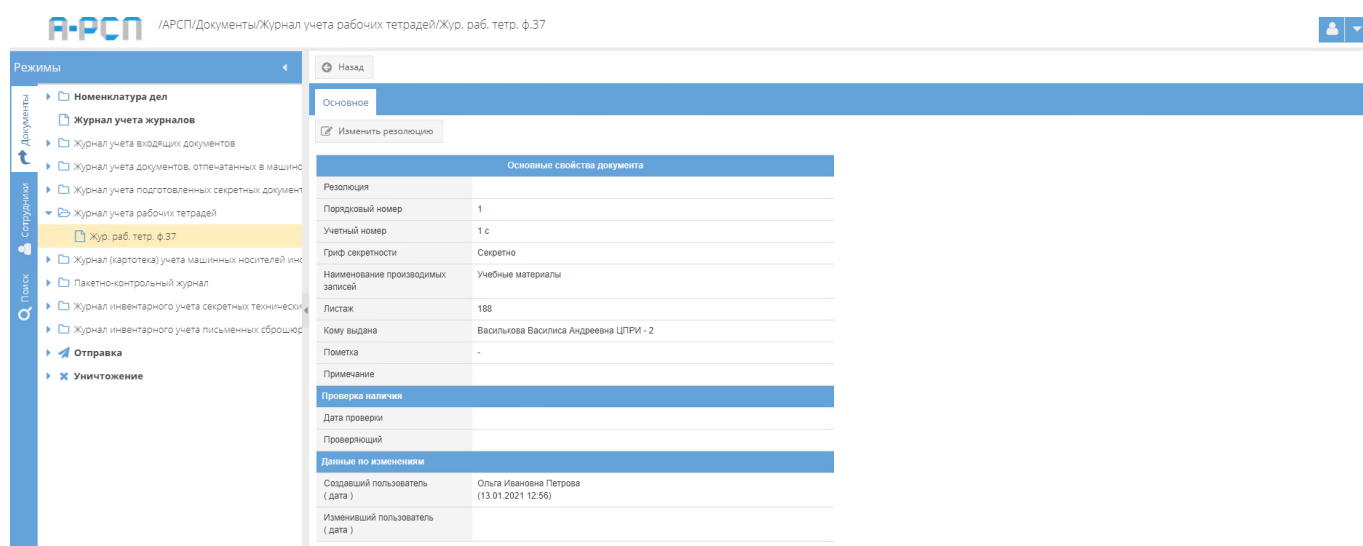 А-РСП
/АРСП/Документы/Журнал учета рабочих тетрадей/Жур. раб. тетр. ф.37
Режимы
Документы
Сотрудники
Поиск
Номенклатура дел
Журнал учета журналов
Журнал учета входящих документов
Журнал учета документов, отпечатанных в машинс
Журнал учета подготовленных секретных документ
Журнал учета рабочих тетрадей
Жур. раб. тетр. ф.37
Журнал (картотека) учета машинных носителей инс
Пакетно-контрольный журнал
Журнал инвентарного учета секретных технически
Журнал инвентарного учета письменных сброшюр
Отправка
Уничтожение
Назад
Основное
Изменить резолюцию
Основные свойства документа
Резолюция
Порядковый номер 1
Учетный номер 1 с
Гриф секретности Секретно
Наименование производимых Учебные материалы
записей
Листаж 188
Кому выдана Василькова Василиса Андреевна ЦПРИ - 2
Пометка -
Примечание
Проверка наличия
Дата проверки
Проверяющий
Данные по изменениям
Создавший пользователь Ольга Ивановна Петрова
( дата ) (13.01.2021 12:56)
Изменивший пользователь
( дата )